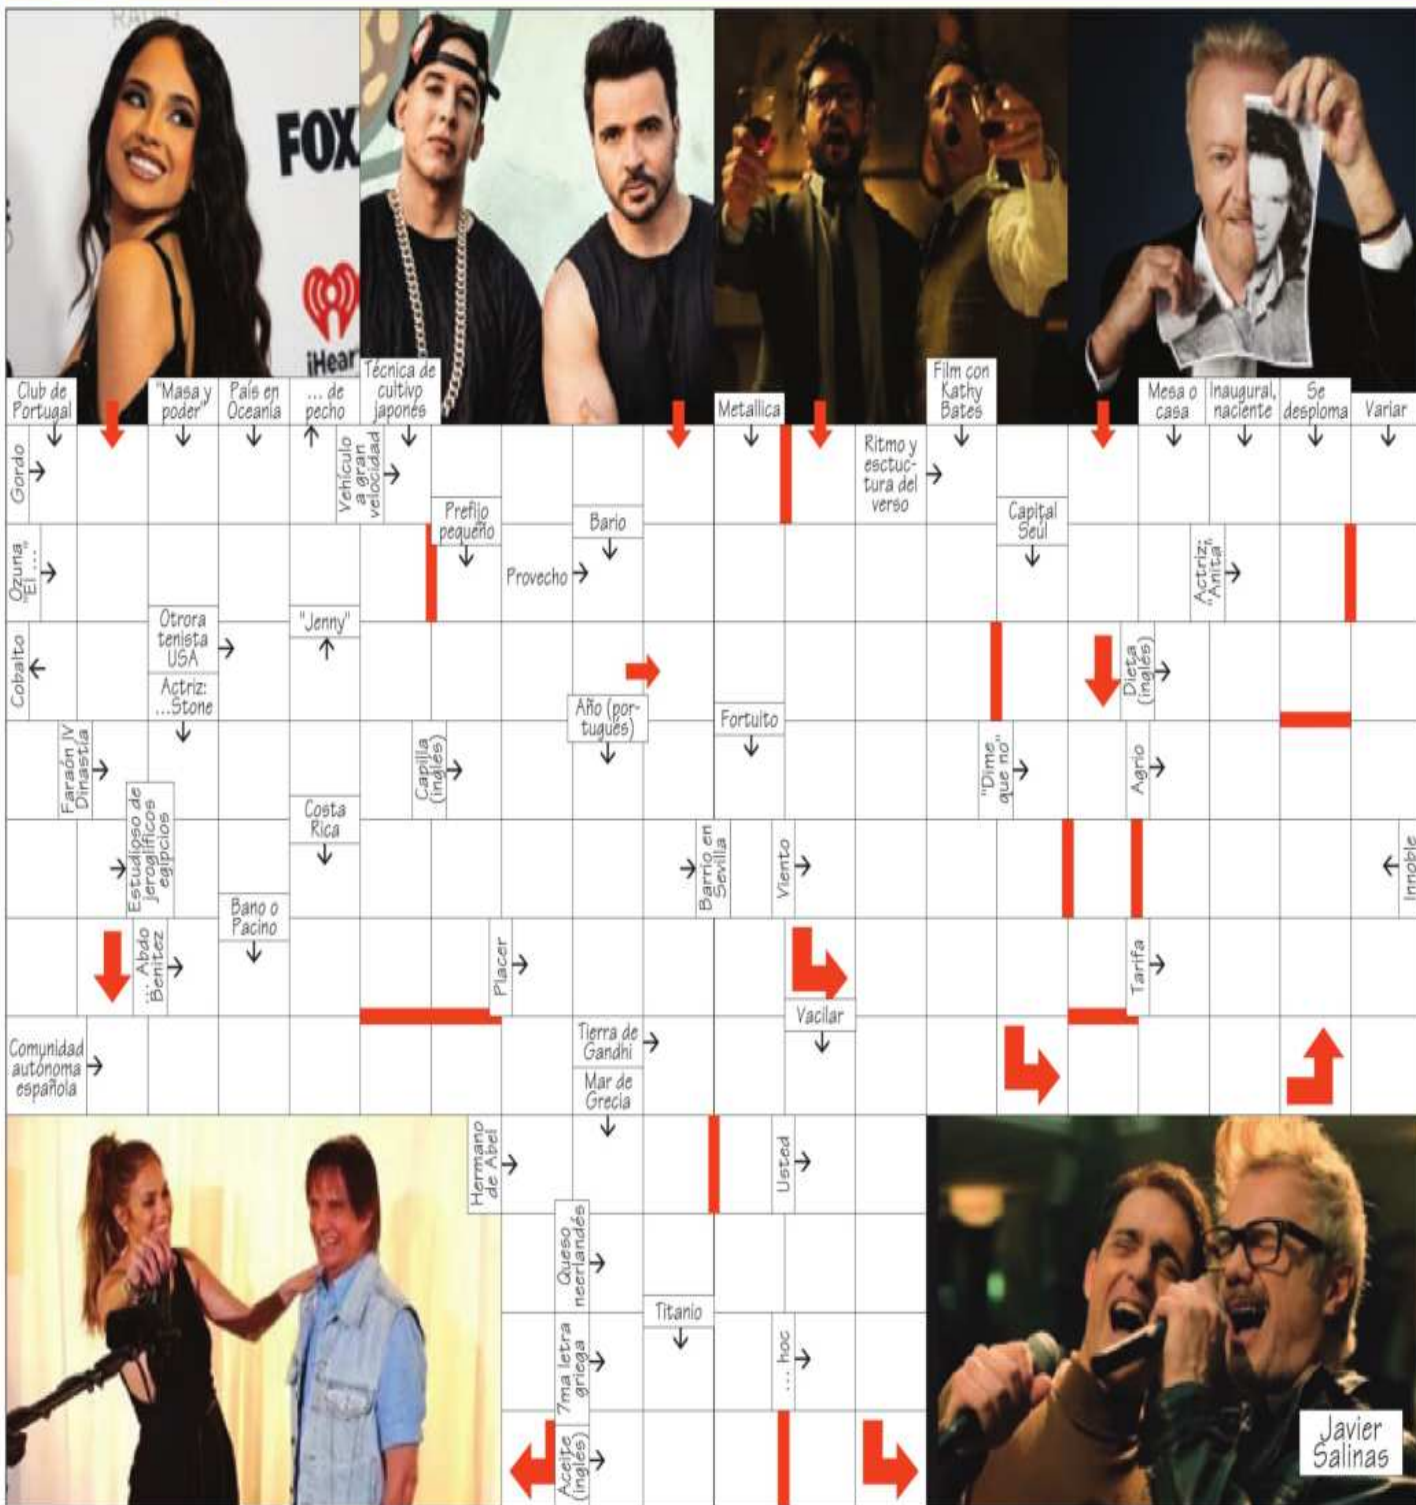 RADIO
FOX
iHear
Club de
Portugal
"Masa y
poder"
País en
Oceanía
... de
pecho
Técnica de
cultivo
japonés
Metallica
Film con
Kathy
Bates
Mesa o
casa
Inaugural,
naciente
Se
desploma
Variar
Gordo
Vehículo
a gran
velocidad
Prefijo
pequeño
Bario
Ritmo y
esctuc-
tura del
verso
Capital
Seúl
Ozuna
"El ..."
Provecho
Actriz:
"Anita"
Cobalto
Otrora
tenista
USA
Actriz:
...Stone
"Jenny"
Año (por-
tugués)
Fortuito
Dieta
(inglés)
Faraón IV
Dinastía
Capilla
(inglés)
"Dime
que no"
Agrio
Estudioso de
jeroglíficos
egipcios
Costa
Rica
Barrio en
Sevilla
Viento
Innoble
... Abdo
Benítez
Bano o
Pacino
Placer
Vacilar
Tarifa
Comunidad
autónoma
española
Tierra de
Gandhi
Mar de
Grecia
Hermano
de Abel
Usted
Queso
neerlandés
Titanio
7ma letra
griega
... hoc
Aceite
(inglés)
Javier
Salinas